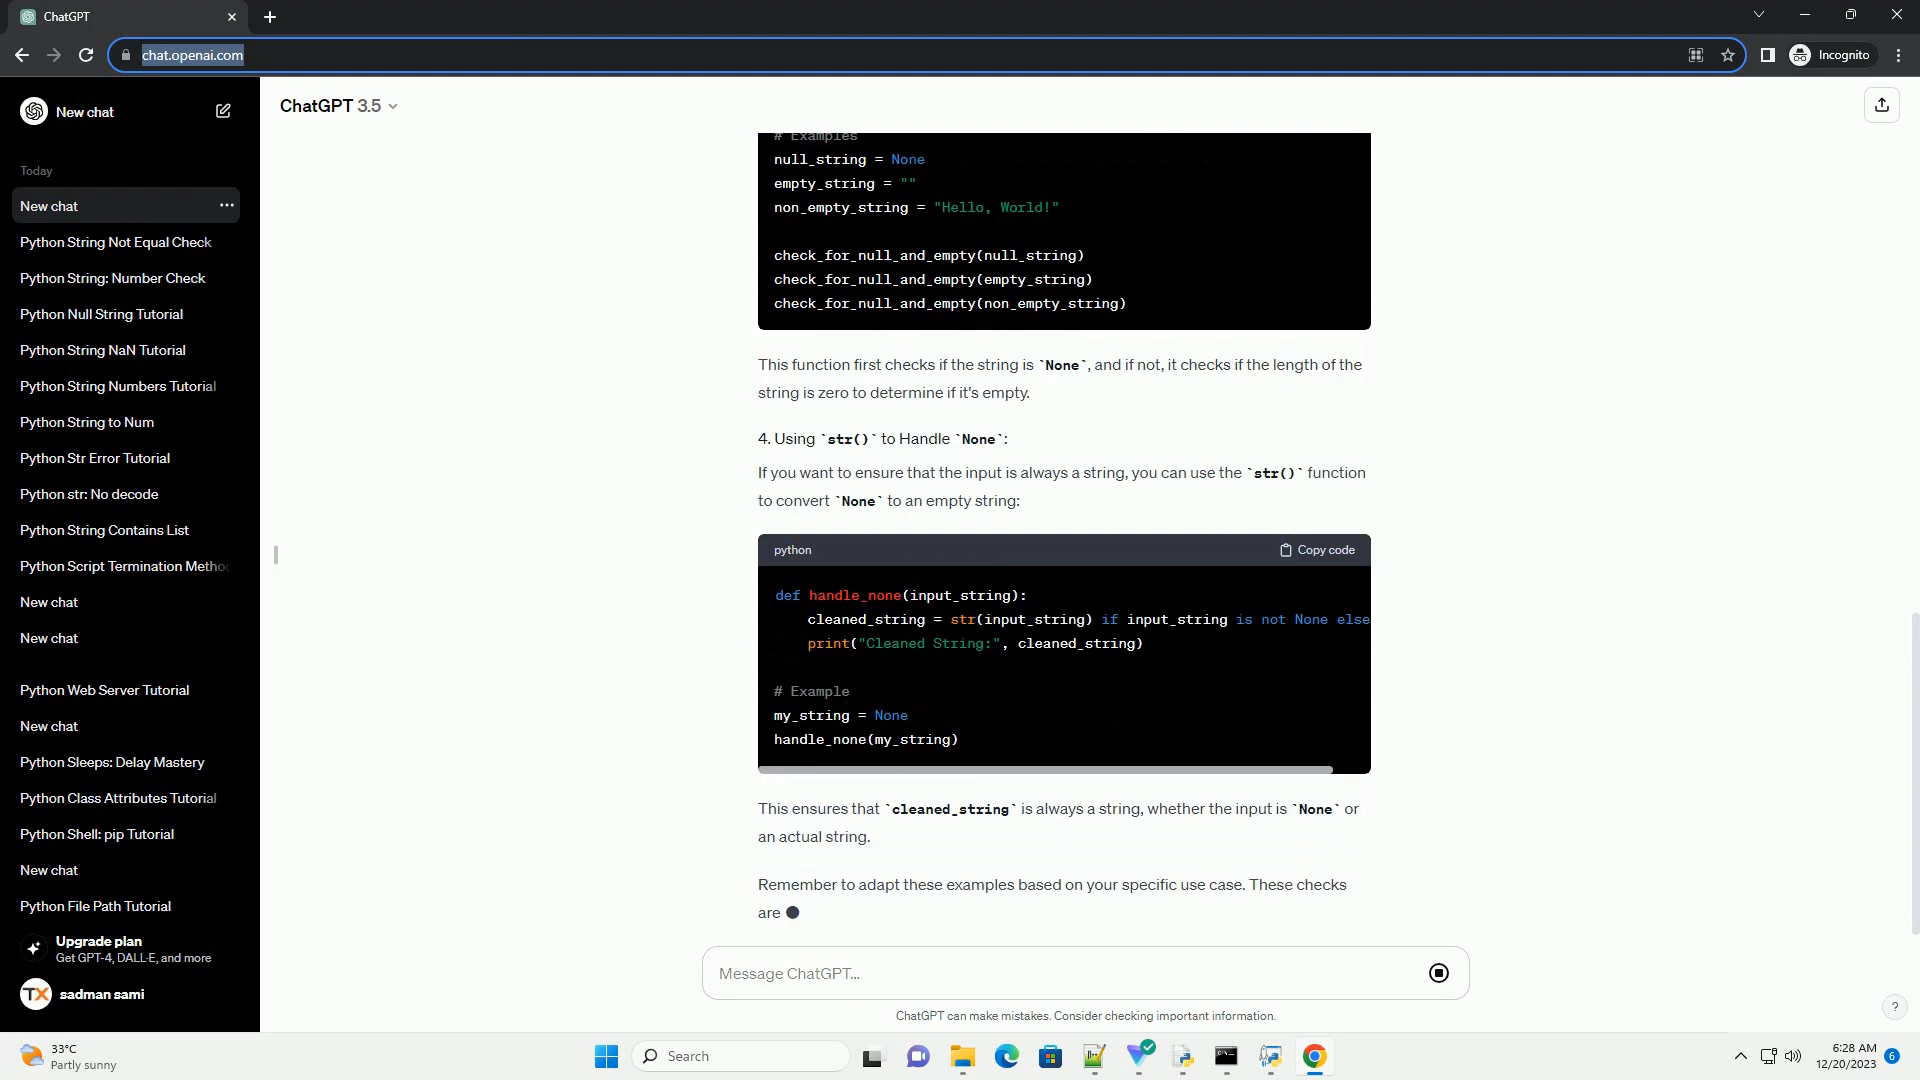 ChatGPT
chat.openai.com
Incognito
New chat
ChatGPT 3.5
Today
New chat
Python String Not Equal Check
Python String: Number Check
Python Null String Tutorial
Python String NaN Tutorial
Python String Numbers Tutorial
Python String to Num
Python Str Error Tutorial
Python str: No decode
Python String Contains List
Python Script Termination Metho
New chat
New chat
Python Web Server Tutorial
New chat
Python Sleeps: Delay Mastery
Python Class Attributes Tutorial
Python Shell: pip Tutorial
New chat
Python File Path Tutorial
Upgrade plan
Get GPT-4, DALL·E, and more
TX
sadman sami
# Examples
null_string = None
empty_string = ""
non_empty_string = "Hello, World!"
check_for_null_and_empty(null_string)
check_for_null_and_empty(empty_string)
check_for_null_and_empty(non_empty_string)
This function first checks if the string is `None`, and if not, it checks if the length of the
string is zero to determine if it's empty.
4. Using `str()` to Handle `None`:
If you want to ensure that the input is always a string, you can use the `str()` function
to convert `None` to an empty string:
python
Copy code
def handle_none(input_string):
cleaned_string = str(input_string) if input_string is not None else
print("Cleaned String:", cleaned_string)
# Example
my_string = None
handle_none(my_string)
This ensures that `cleaned_string` is always a string, whether the input is `None` or
an actual string.
Remember to adapt these examples based on your specific use case. These checks
are
Message ChatGPT...
ChatGPT can make mistakes. Consider checking important information.
?
33°C
Partly sunny
Search
6:28 AM
12/20/2023
6